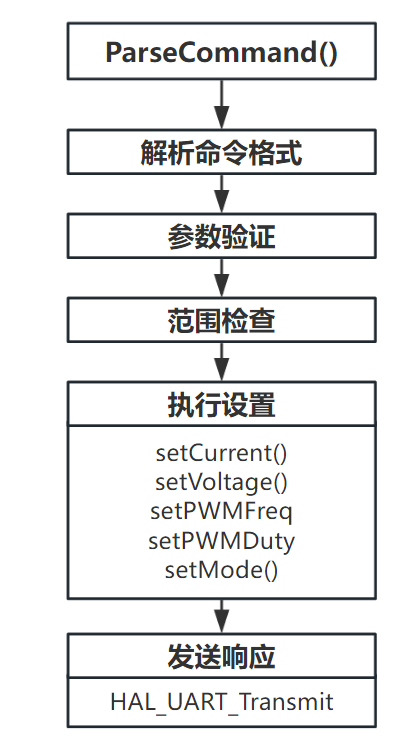 ParseCommand()
解析命令格式
参数验证
范围检查
执行设置
setCurrent()
setVoltage()
setPWMFreq
setPWMDuty
setMode()
发送响应
HAL_UART_Transmit